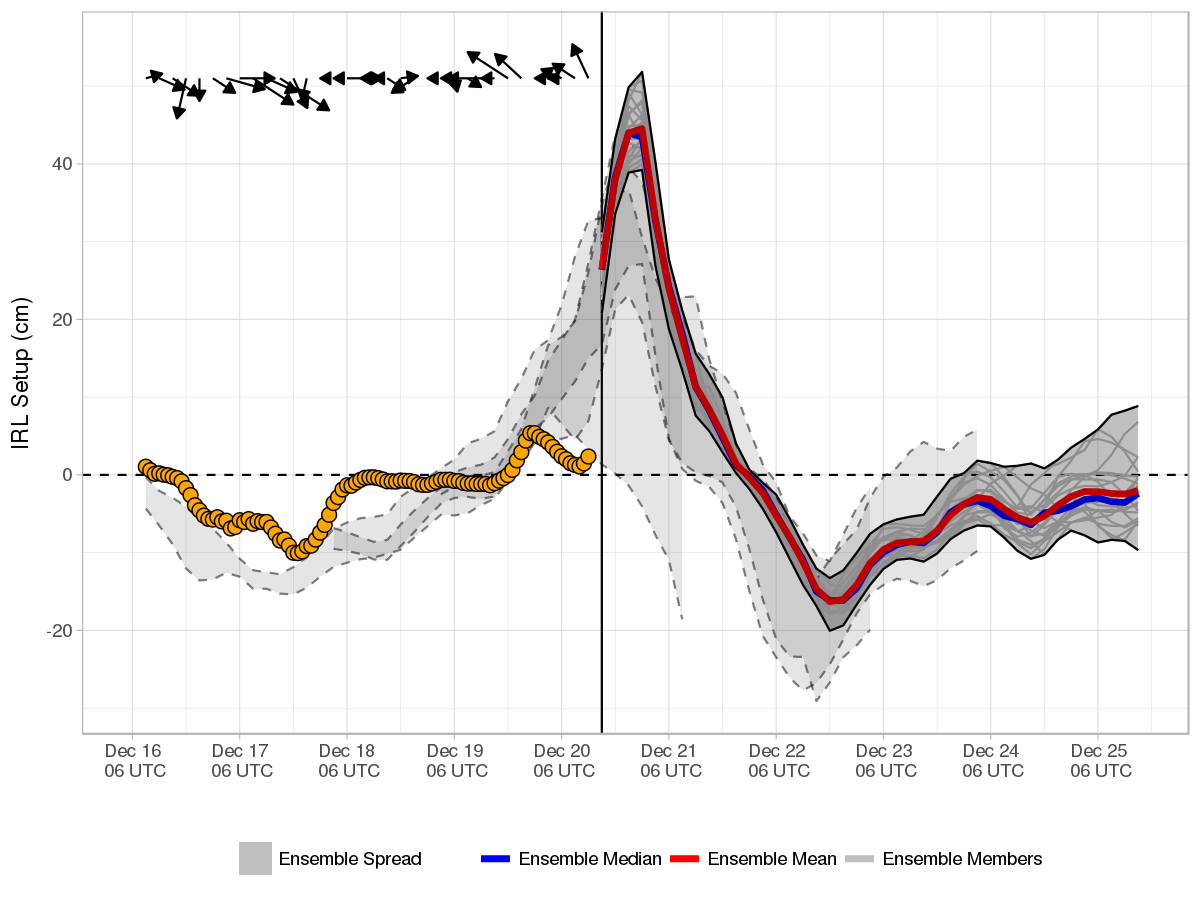 IRL Setup (cm)
40
20
0
-20
Dec 16 Dec 17 Dec 18 Dec 19 Dec 20 Dec 21 Dec 22 Dec 23 Dec 24 Dec 25
06 UTC 06 UTC 06 UTC 06 UTC 06 UTC 06 UTC 06 UTC 06 UTC 06 UTC 06 UTC
Ensemble Spread Ensemble Median Ensemble Mean Ensemble Members